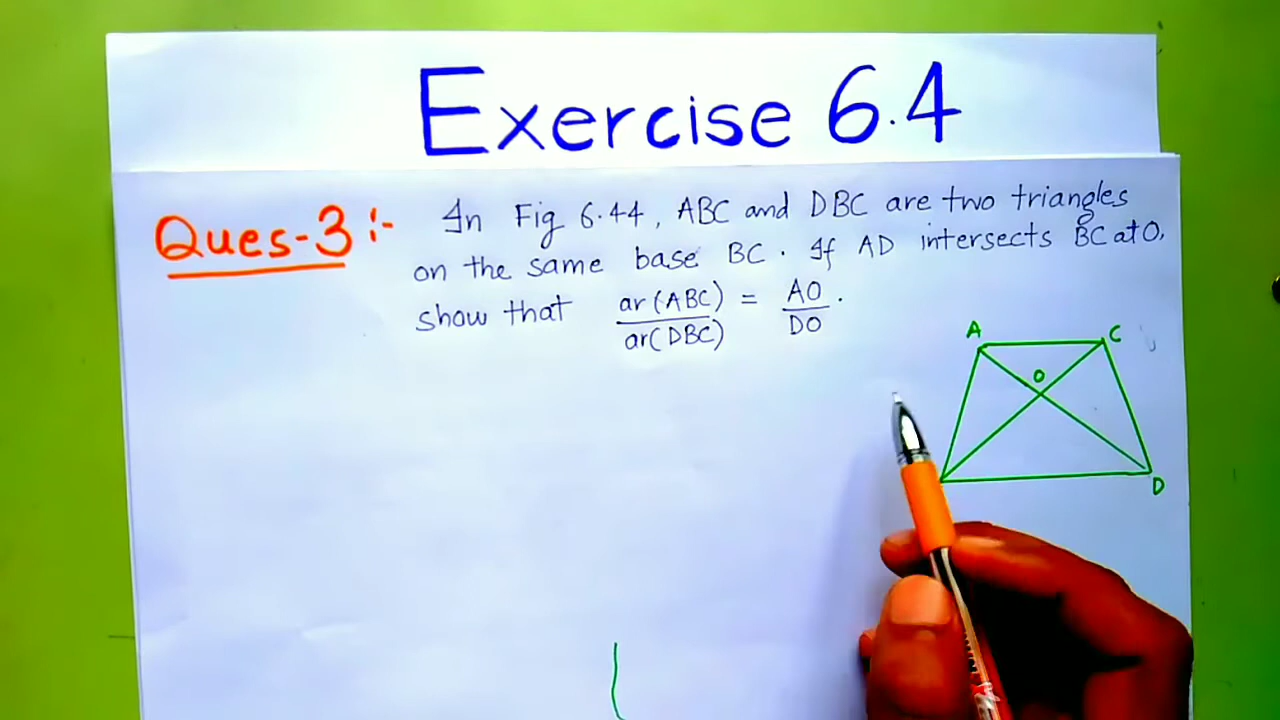 Exercise 6.4
Ques-3 :- In Fig 6.44, ABC and DBC are two triangles
on the same base BC. If AD intersects BC at O,
show that ar(ABC)/ar(DBC) = AO/DO.
A C
O
D